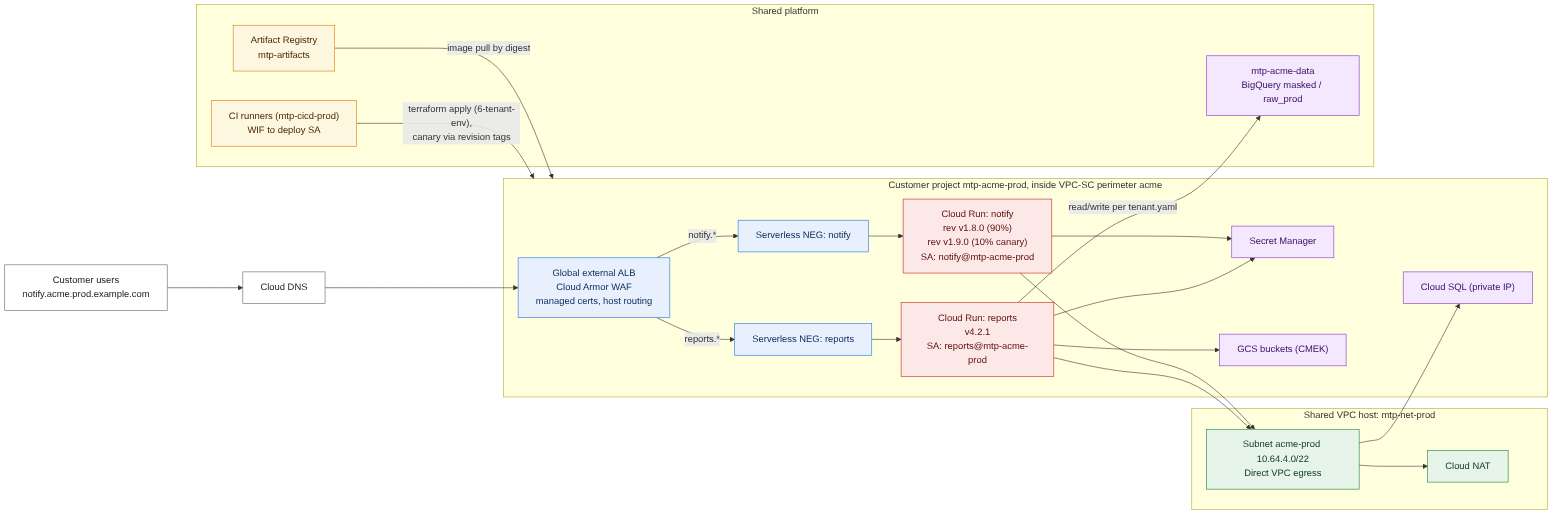 Shared platform
Artifact Registry
mtp-artifacts
image pull by digest
CI runners (mtp-cicd-prod)
WIF to deploy SA
terraform apply (6-tenant-
env),
canary via revision tags
mtp-acme-data
BigQuery masked /
raw_prod
Customer project mtp-acme-prod, inside VPC-SC perimeter acme
read/write per tenant.yaml
Customer users
notify.acme.prod.example.com
Cloud DNS
Global external ALB
Cloud Armor WAF
managed certs, host routing
notify.*
reports.*
Serverless NEG: notify
Serverless NEG: reports
Cloud Run: notify
rev v1.8.0 (90%)
rev v1.9.0 (10% canary)
SA: notify@mtp-acme-prod
Cloud Run: reports
v4.2.1
SA: reports@mtp-acme-
prod
Secret Manager
Cloud SQL (private IP)
GCS buckets (CMEK)
Shared VPC host: mtp-net-prod
Subnet acme-prod
10.64.4.0/22
Direct VPC egress
Cloud NAT